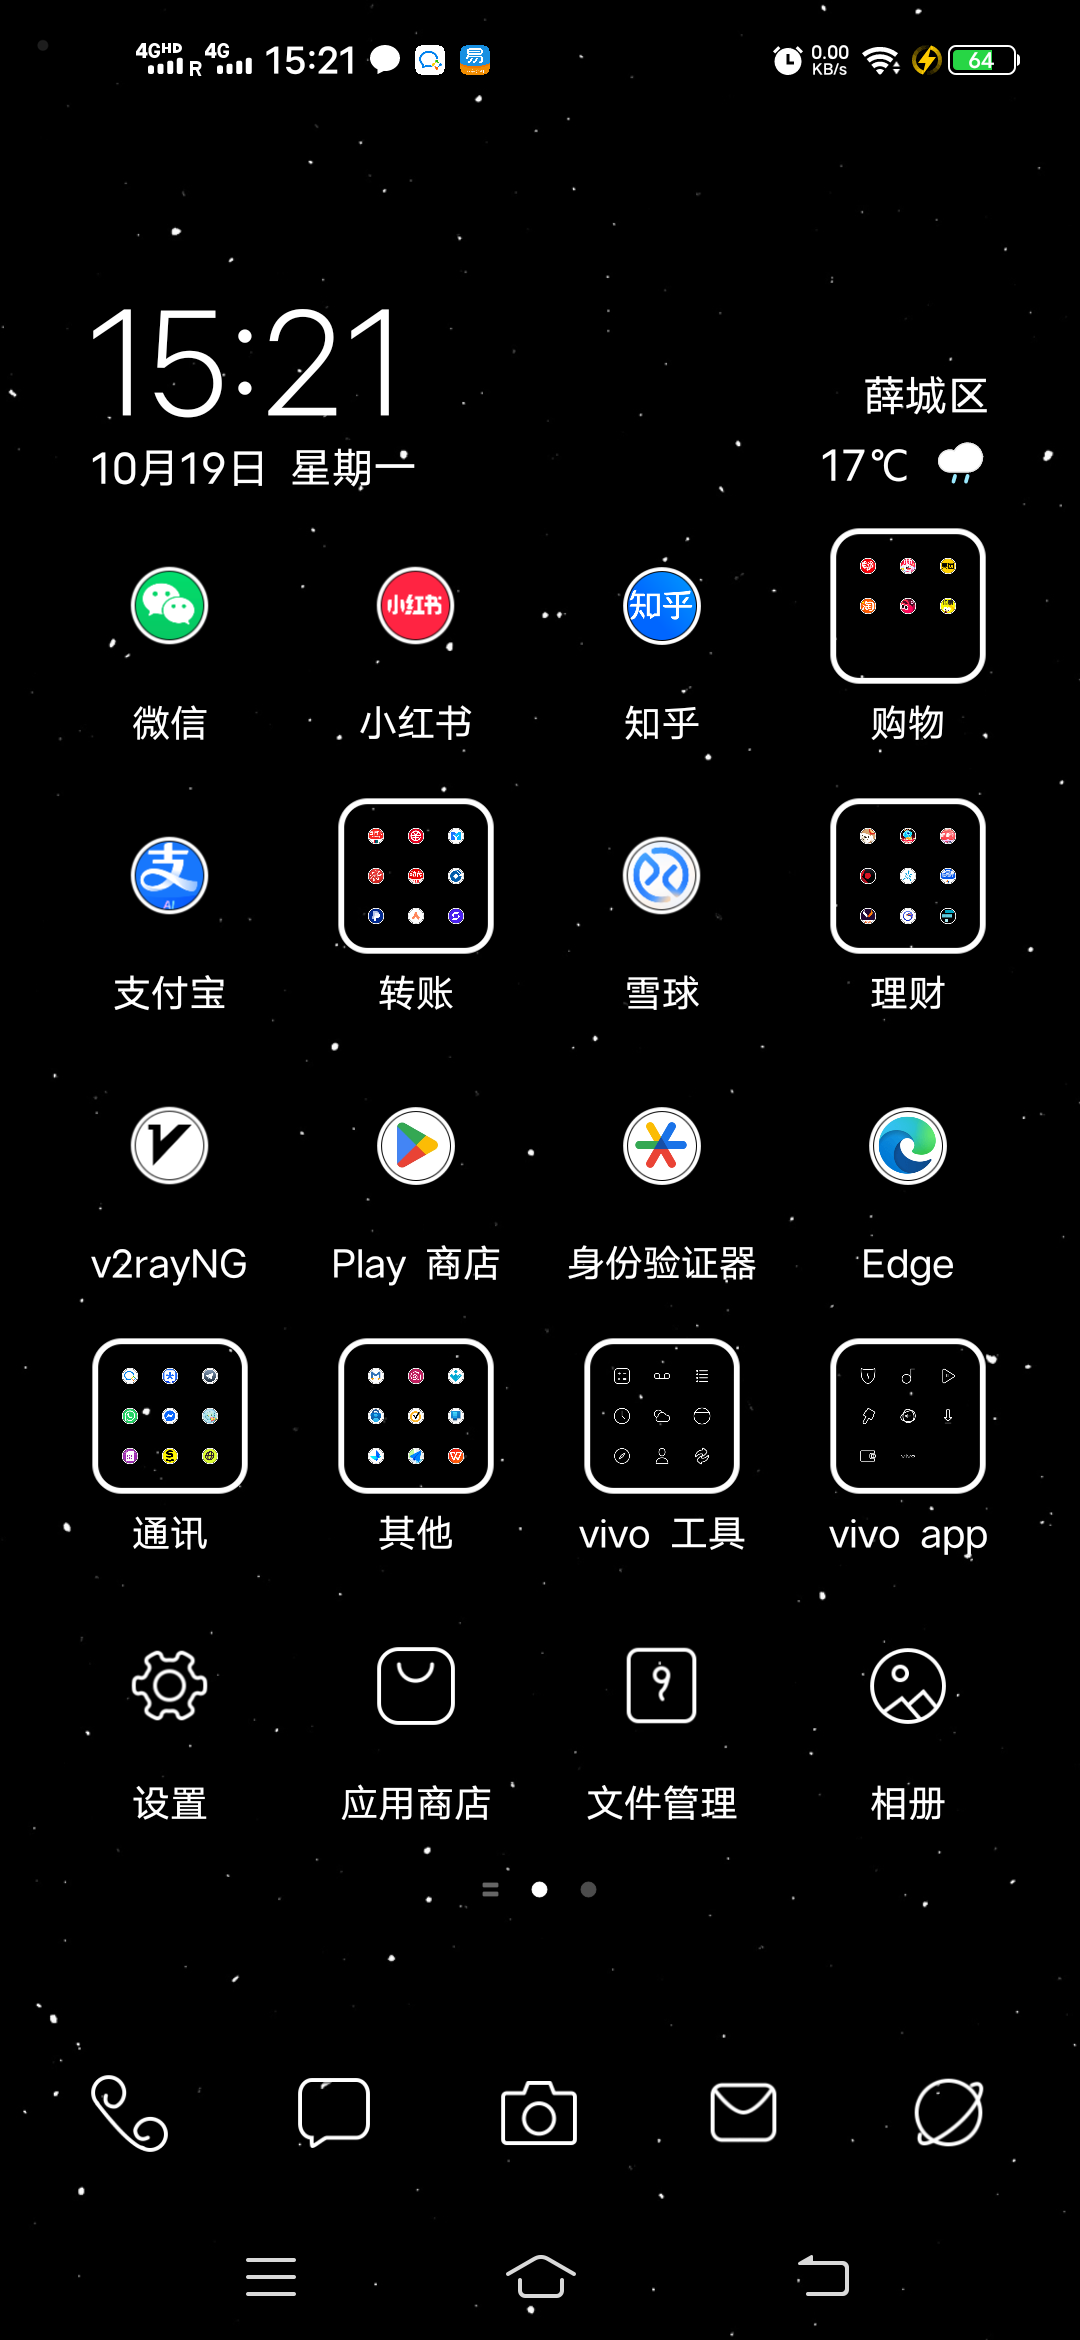 4GHD R 4G 15:21 易 0.00 KB/s 64
15:21
薛城区
10月19日 星期一
17℃
小红书 知乎
微信 小红书 知乎 购物
支 AI
支付宝 转账 雪球 理财
v2rayNG Play 商店 身份验证器 Edge
通讯 其他 vivo 工具 vivo app
设置 应用商店 文件管理 相册